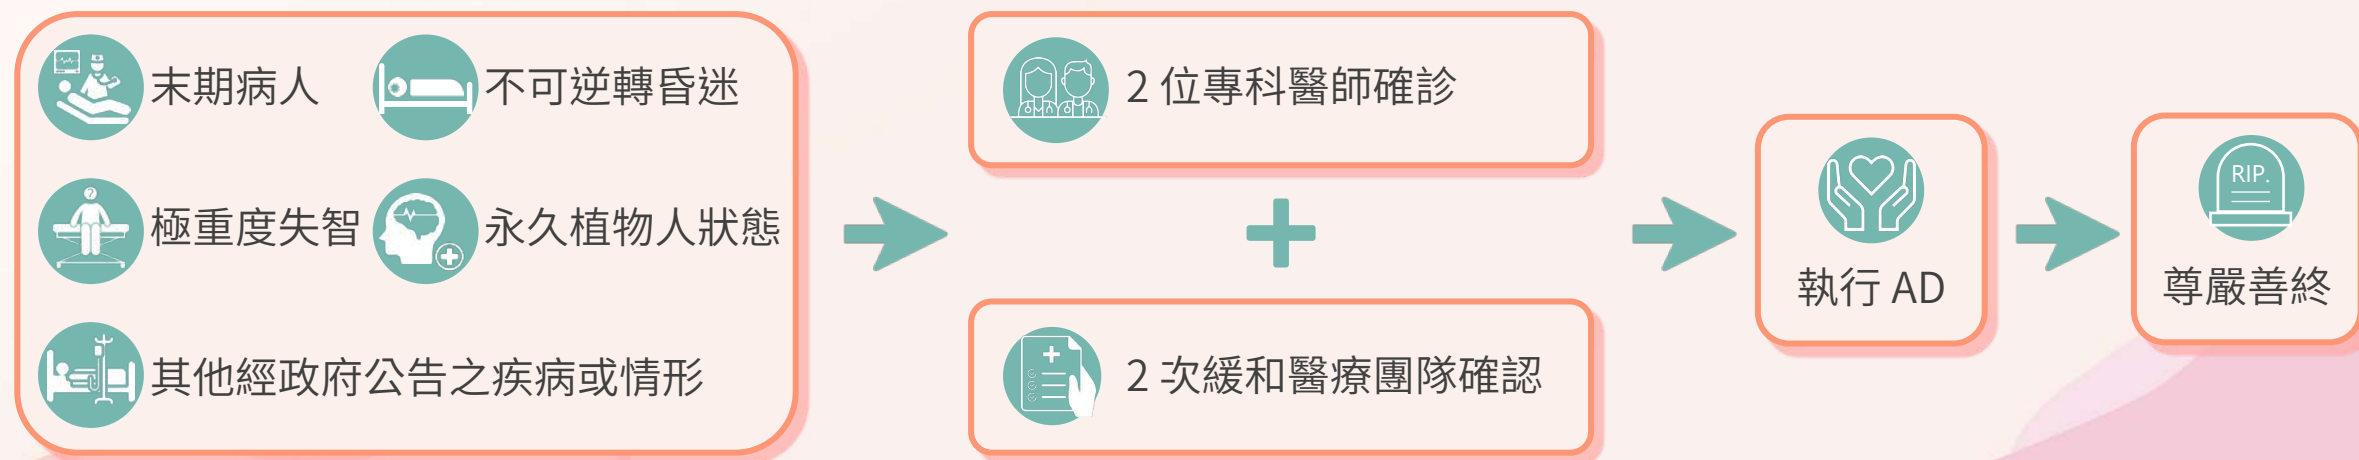 末期病人
不可逆轉昏迷
極重度失智
永久植物人狀態
其他經政府公告之疾病或情形
2 位專科醫師確診
2 次緩和醫療團隊確認
執行 AD
RIP.
尊嚴善終